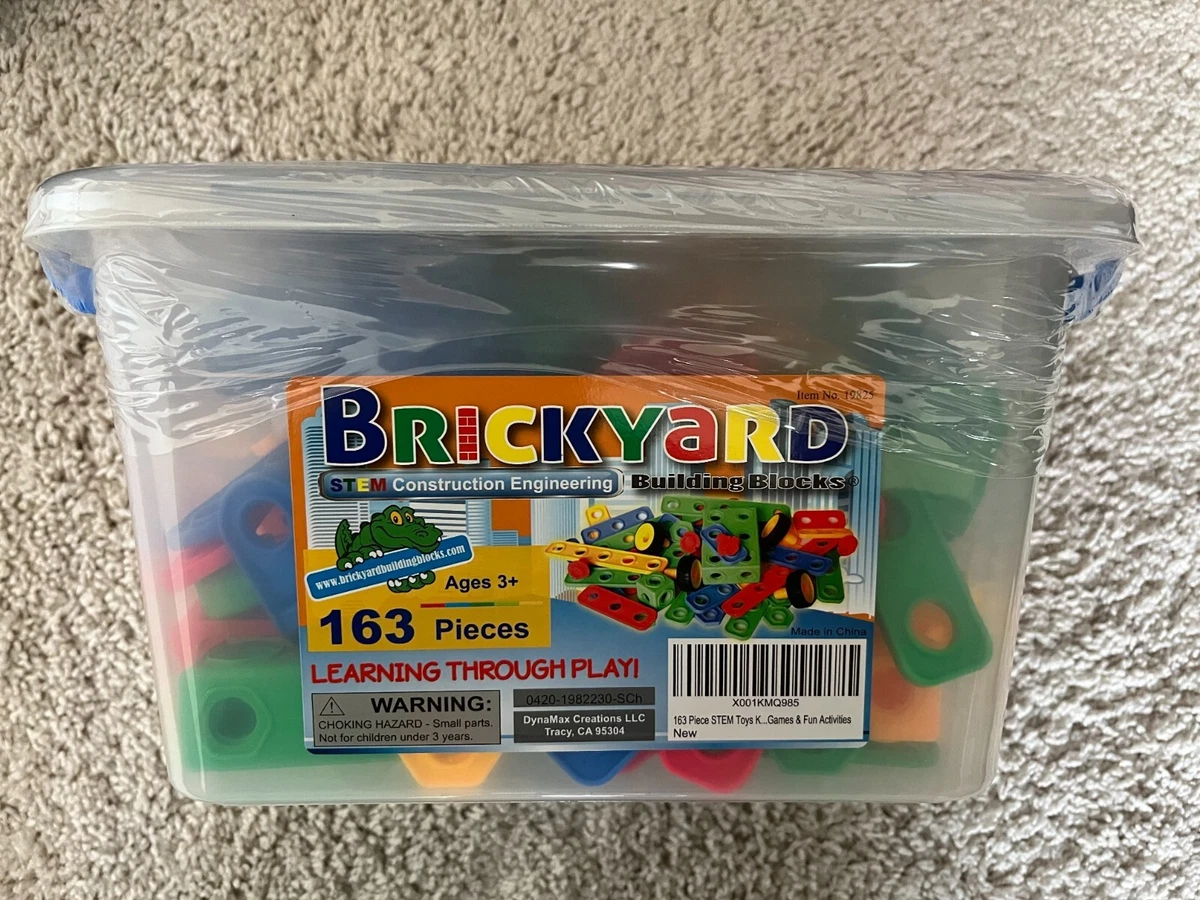 Item No. 19825
BRICKYARD
STEM Construction Engineering Building Blocks®
www.brickyardbuildingblocks.com
Ages 3+
163 Pieces
Made in China
LEARNING THROUGH PLAY!
WARNING:
CHOKING HAZARD - Small parts.
Not for children under 3 years.
0420-1982230-SCh
DynaMax Creations LLC
Tracy, CA 95304
X001KMQ985
163 Piece STEM Toys K...Games & Fun Activities
New